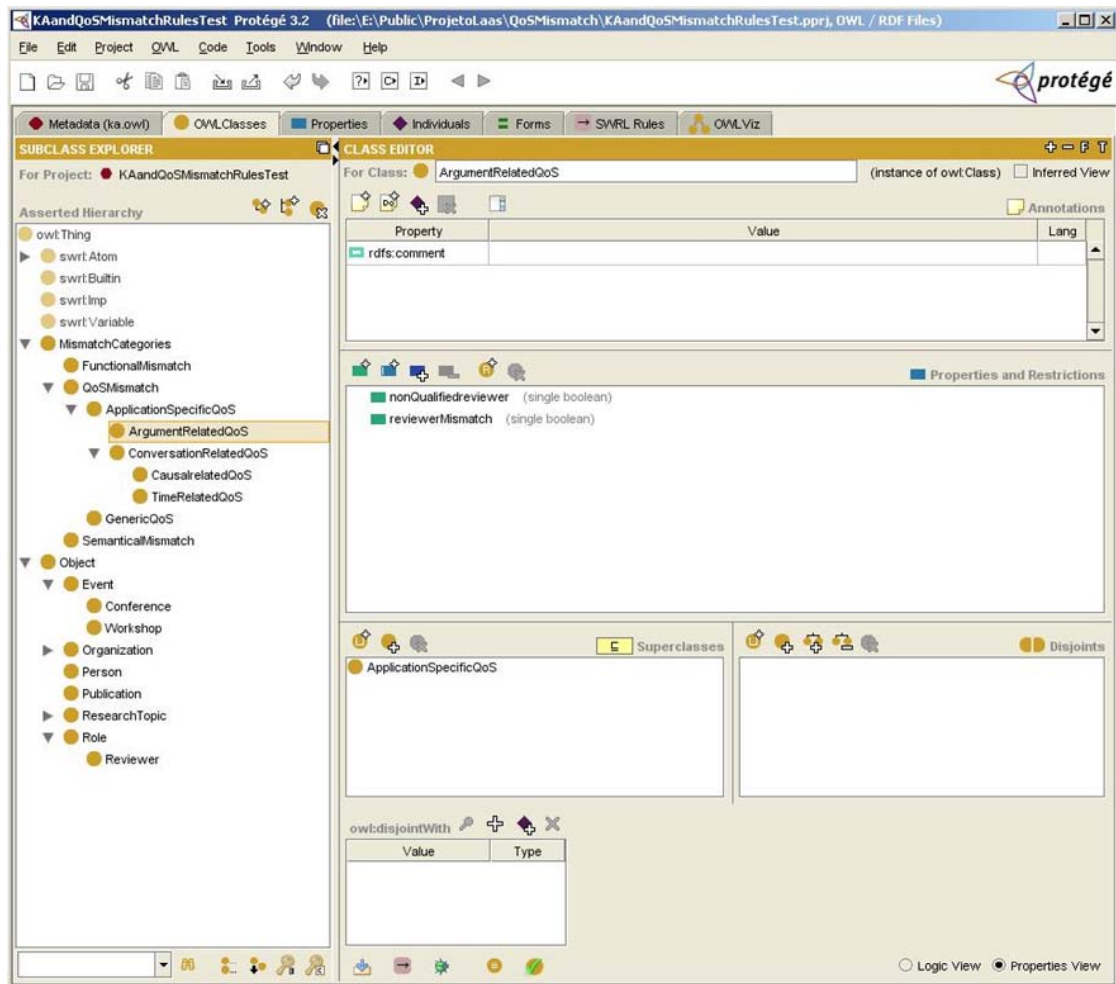 KAandQoSMismatchRulesTest Protégé 3.2 (file:\E:\Public\ProjetoLaas\QoSMismatch\KAandQoSMismatchRulesTest.pprj, OWL / RDF Files)
File Edit Project OWL Code Tools Window Help
protégé
Metadata (ka.owl) OWLClasses Properties Individuals Forms SWRL Rules OWLViz
SUBCLASS EXPLORER
For Project: KAandQoSMismatchRulesTest
Asserted Hierarchy
owl:Thing
swrl:Atom
swrl:Builtin
swrl:Imp
swrl:Variable
MismatchCategories
FunctionalMismatch
QoSMismatch
ApplicationSpecificQoS
ArgumentRelatedQoS
ConversationRelatedQoS
CausalrelatedQoS
TimeRelatedQoS
GenericQoS
SemanticalMismatch
Object
Event
Conference
Workshop
Organization
Person
Publication
ResearchTopic
Role
Reviewer
CLASS EDITOR
For Class: ArgumentRelatedQoS (instance of owl:Class) Inferred View
Annotations
Property Value Lang
rdfs:comment
Properties and Restrictions
nonQualifiedreviewer (single boolean)
reviewerMismatch (single boolean)
Superclasses
ApplicationSpecificQoS
Disjoints
owl:disjointWith
Value Type
Logic View Properties View